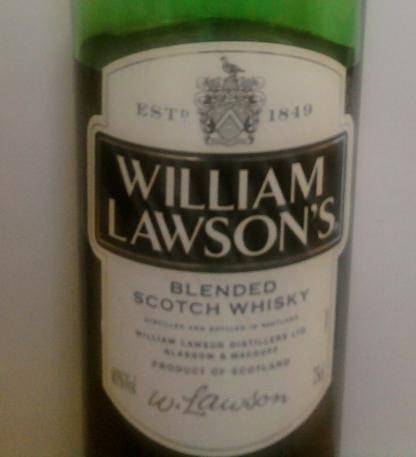 ESTD 1849
WILLIAM
LAWSON'S
BLENDED
SCOTCH WHISKY
DISTILLED AND BOTTLED IN SCOTLAND
WILLIAM LAWSON DISTILLERS LTD
GLASGOW & MACDUFF
PRODUCT OF SCOTLAND
W. Lawson